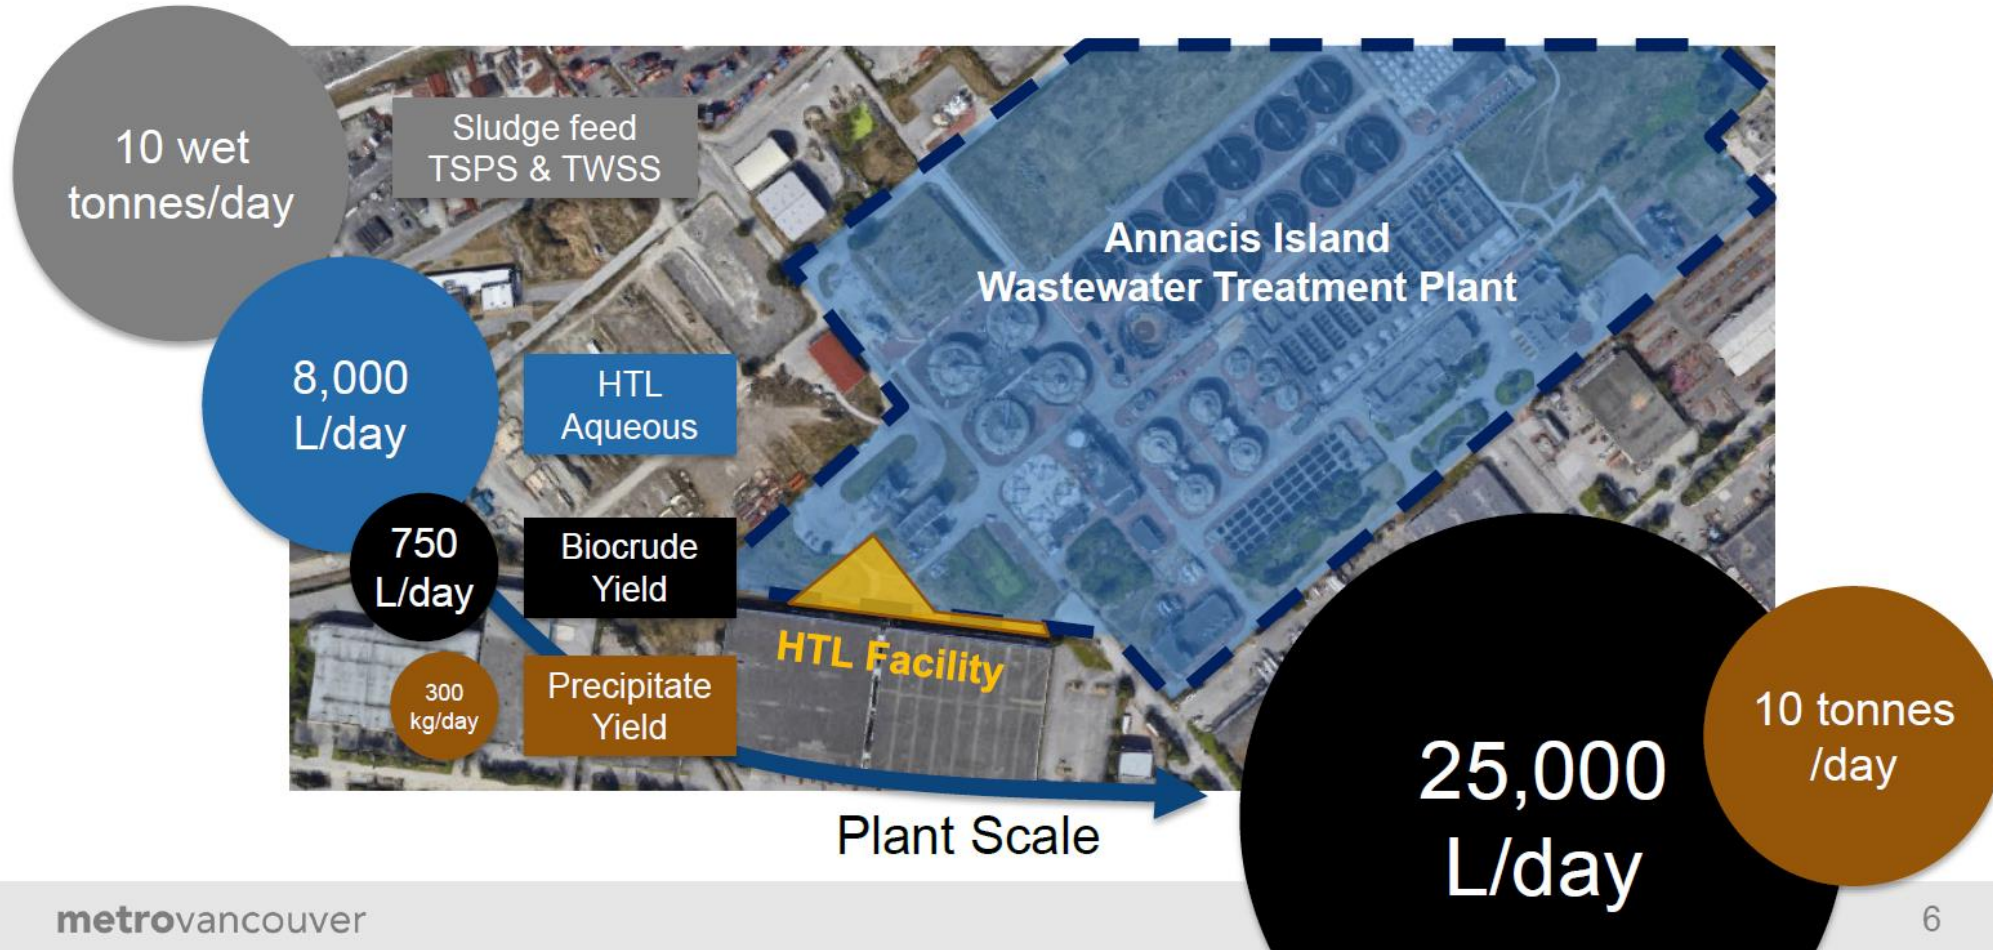 10 wet
tonnes/day
Sludge feed
TSPS & TWSS
Annacis Island
Wastewater Treatment Plant
8,000
L/day
HTL
Aqueous
750
L/day
Biocrude
Yield
HTL Facility
300
kg/day
Precipitate
Yield
25,000
L/day
10 tonnes
/day
Plant Scale
metrovancouver
6